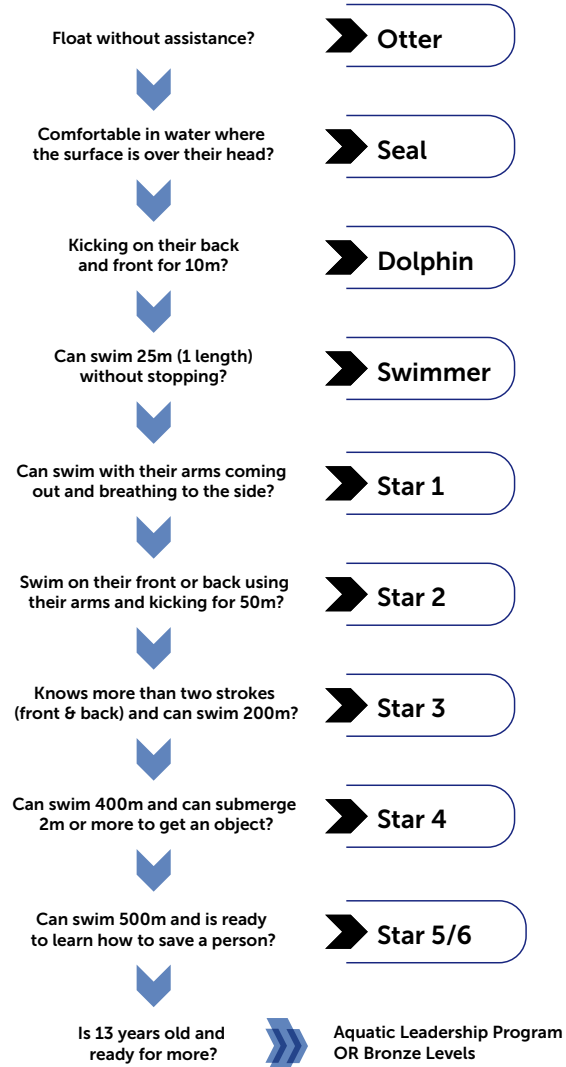 Float without assistance?
Otter
Comfortable in water where
the surface is over their head?
Seal
Kicking on their back
and front for 10m?
Dolphin
Can swim 25m (1 length)
without stopping?
Swimmer
Can swim with their arms coming
out and breathing to the side?
Star 1
Swim on their front or back using
their arms and kicking for 50m?
Star 2
Knows more than two strokes
(front & back) and can swim 200m?
Star 3
Can swim 400m and can submerge
2m or more to get an object?
Star 4
Can swim 500m and is ready
to learn how to save a person?
Star 5/6
Is 13 years old and
ready for more?
Aquatic Leadership Program
OR Bronze Levels